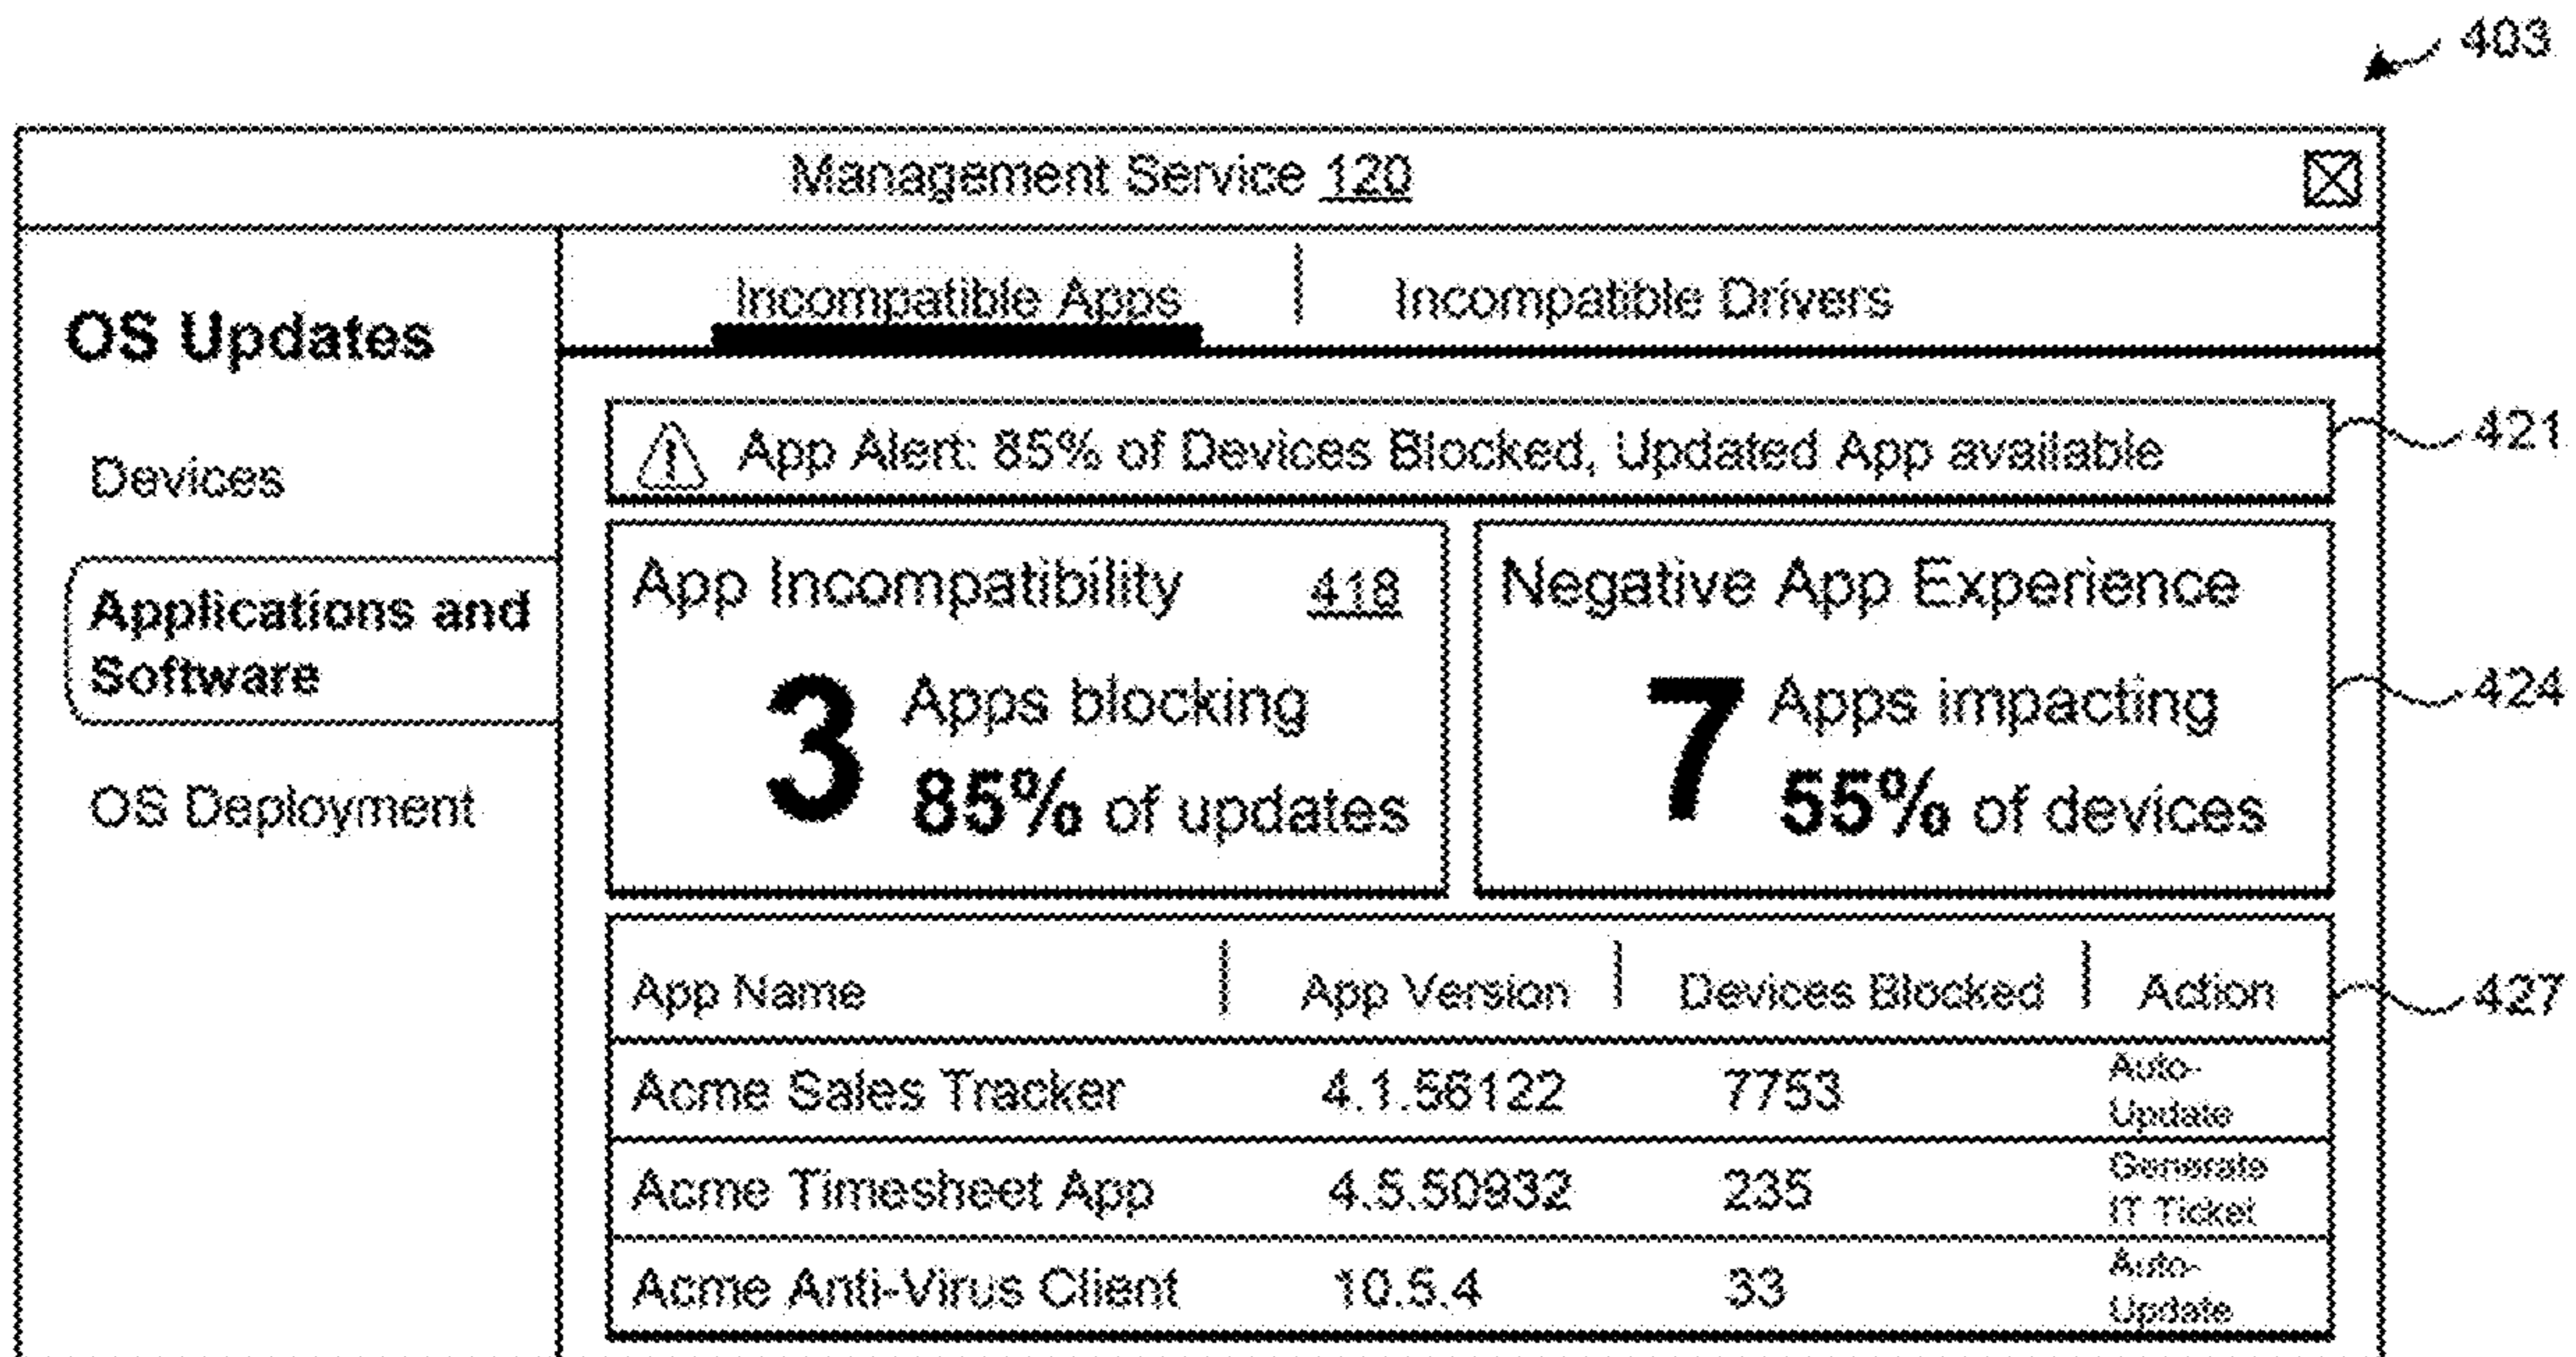 403
Management Service 120
OS Updates
Devices
Applications and
Software
OS Deployment
Incompatible Apps
Incompatible Drivers
App Alert: 85% of Devices Blocked, Updated App available
421
App Incompatibility 418
3 Apps blocking
85% of updates
Negative App Experience
7 Apps impacting
55% of devices
424
App Name App Version Devices Blocked Action
427
Acme Sales Tracker 4.1.56122 7753 Auto-
Update
Acme Timesheet App 4.5.50932 235 Generate
IT Ticket
Acme Anti-Virus Client 10.5.4 33 Auto-
Update